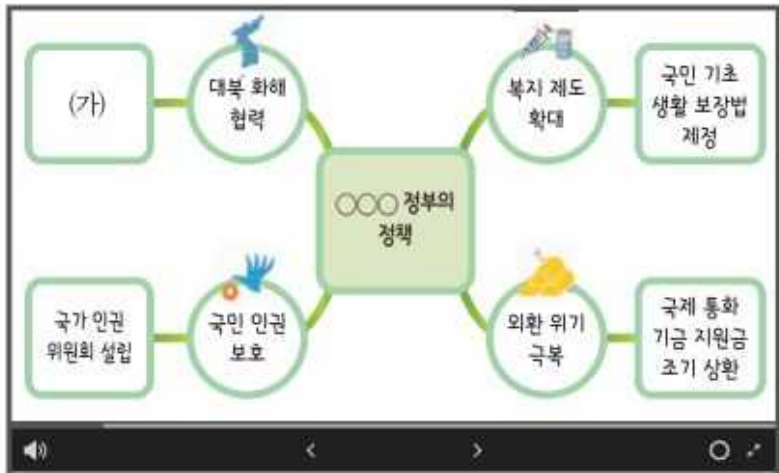 (가)
대북 화해
협력
복지 제도
확대
국민 기초
생활 보장법
제정
○○○ 정부의
정책
국가 인권
위원회 설립
국민 인권
보호
외환 위기
극복
국제 통화
기금 지원금
조기 상환